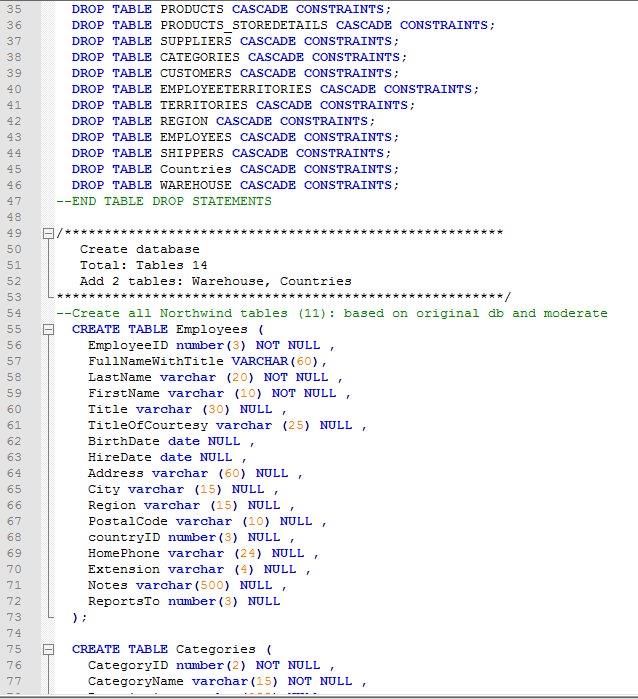 35 DROP TABLE PRODUCTS CASCADE CONSTRAINTS;
36 DROP TABLE PRODUCTS_STOREDETAILS CASCADE CONSTRAINTS;
37 DROP TABLE SUPPLIERS CASCADE CONSTRAINTS;
38 DROP TABLE CATEGORIES CASCADE CONSTRAINTS;
39 DROP TABLE CUSTOMERS CASCADE CONSTRAINTS;
40 DROP TABLE EMPLOYEETERRITORIES CASCADE CONSTRAINTS;
41 DROP TABLE TERRITORIES CASCADE CONSTRAINTS;
42 DROP TABLE REGION CASCADE CONSTRAINTS;
43 DROP TABLE EMPLOYEES CASCADE CONSTRAINTS;
44 DROP TABLE SHIPPERS CASCADE CONSTRAINTS;
45 DROP TABLE Countries CASCADE CONSTRAINTS;
46 DROP TABLE WAREHOUSE CASCADE CONSTRAINTS;
47 --END TABLE DROP STATEMENTS
48
49 /*******************************************************
50 Create database
51 Total: Tables 14
52 Add 2 tables: Warehouse, Countries
53 ********************************************************/
54 --Create all Northwind tables (11): based on original db and moderate
55 CREATE TABLE Employees (
56 EmployeeID number(3) NOT NULL ,
57 FullNameWithTitle VARCHAR(60),
58 LastName varchar (20) NOT NULL ,
59 FirstName varchar (10) NOT NULL ,
60 Title varchar (30) NULL ,
61 TitleOfCourtesy varchar (25) NULL ,
62 BirthDate date NULL ,
63 HireDate date NULL ,
64 Address varchar (60) NULL ,
65 City varchar (15) NULL ,
66 Region varchar (15) NULL ,
67 PostalCode varchar (10) NULL ,
68 countryID number(3) NULL ,
69 HomePhone varchar (24) NULL ,
70 Extension varchar (4) NULL ,
71 Notes varchar(500) NULL ,
72 ReportsTo number(3) NULL
73 );
74
75 CREATE TABLE Categories (
76 CategoryID number(2) NOT NULL ,
77 CategoryName varchar(15) NOT NULL ,